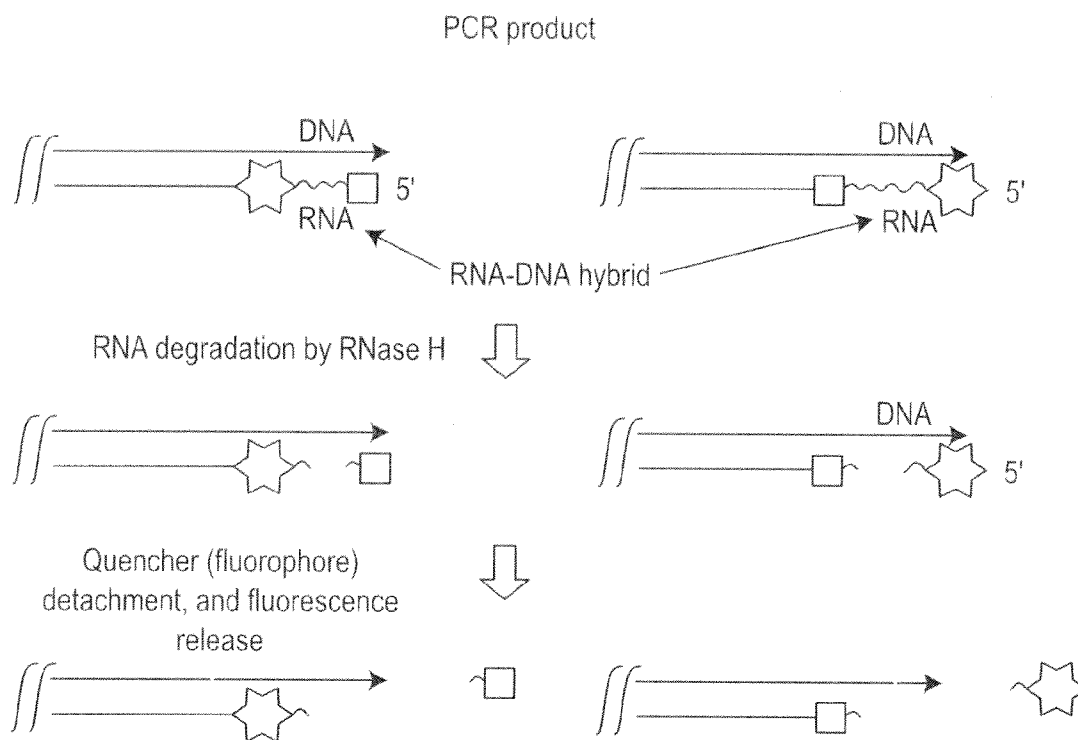 PCR product
DNA
DNA
5'
5'
RNA
RNA
RNA-DNA hybrid
RNA degradation by RNase H
DNA
5'
Quencher (fluorophore)
detachment, and fluorescence
release